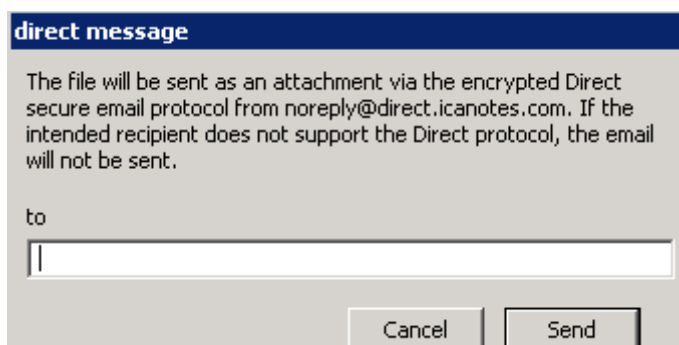 direct message
The file will be sent as an attachment via the encrypted Direct
secure email protocol from noreply@direct.icanotes.com. If the
intended recipient does not support the Direct protocol, the email
will not be sent.
to
Cancel
Send